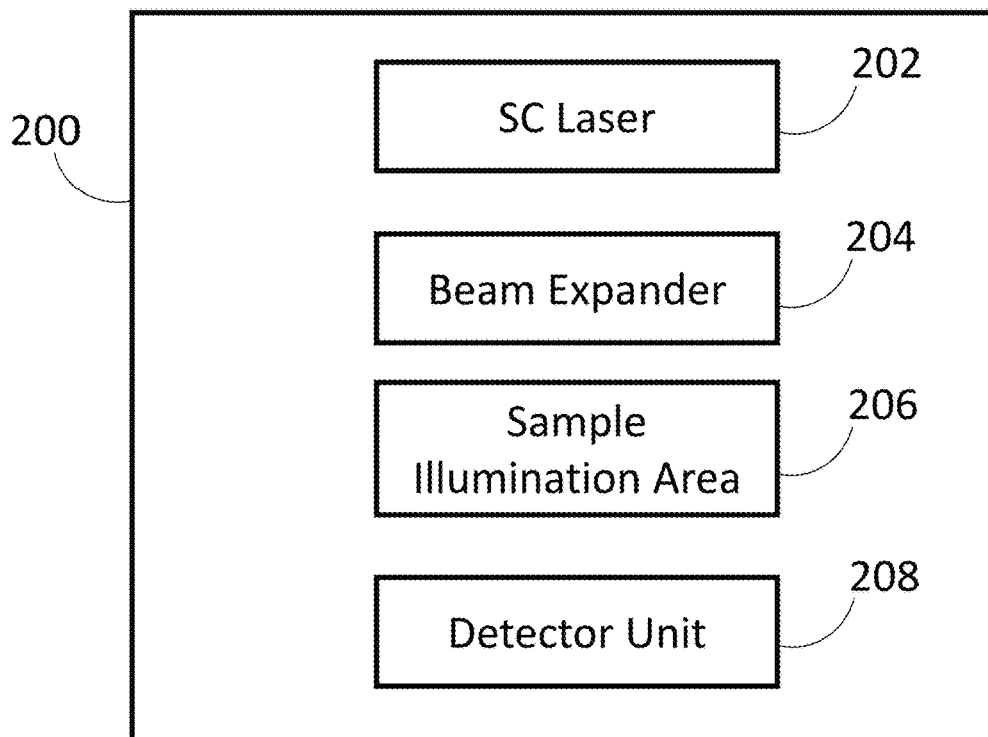 202
SC Laser
200
204
Beam Expander
206
Sample
Illumination Area
208
Detector Unit